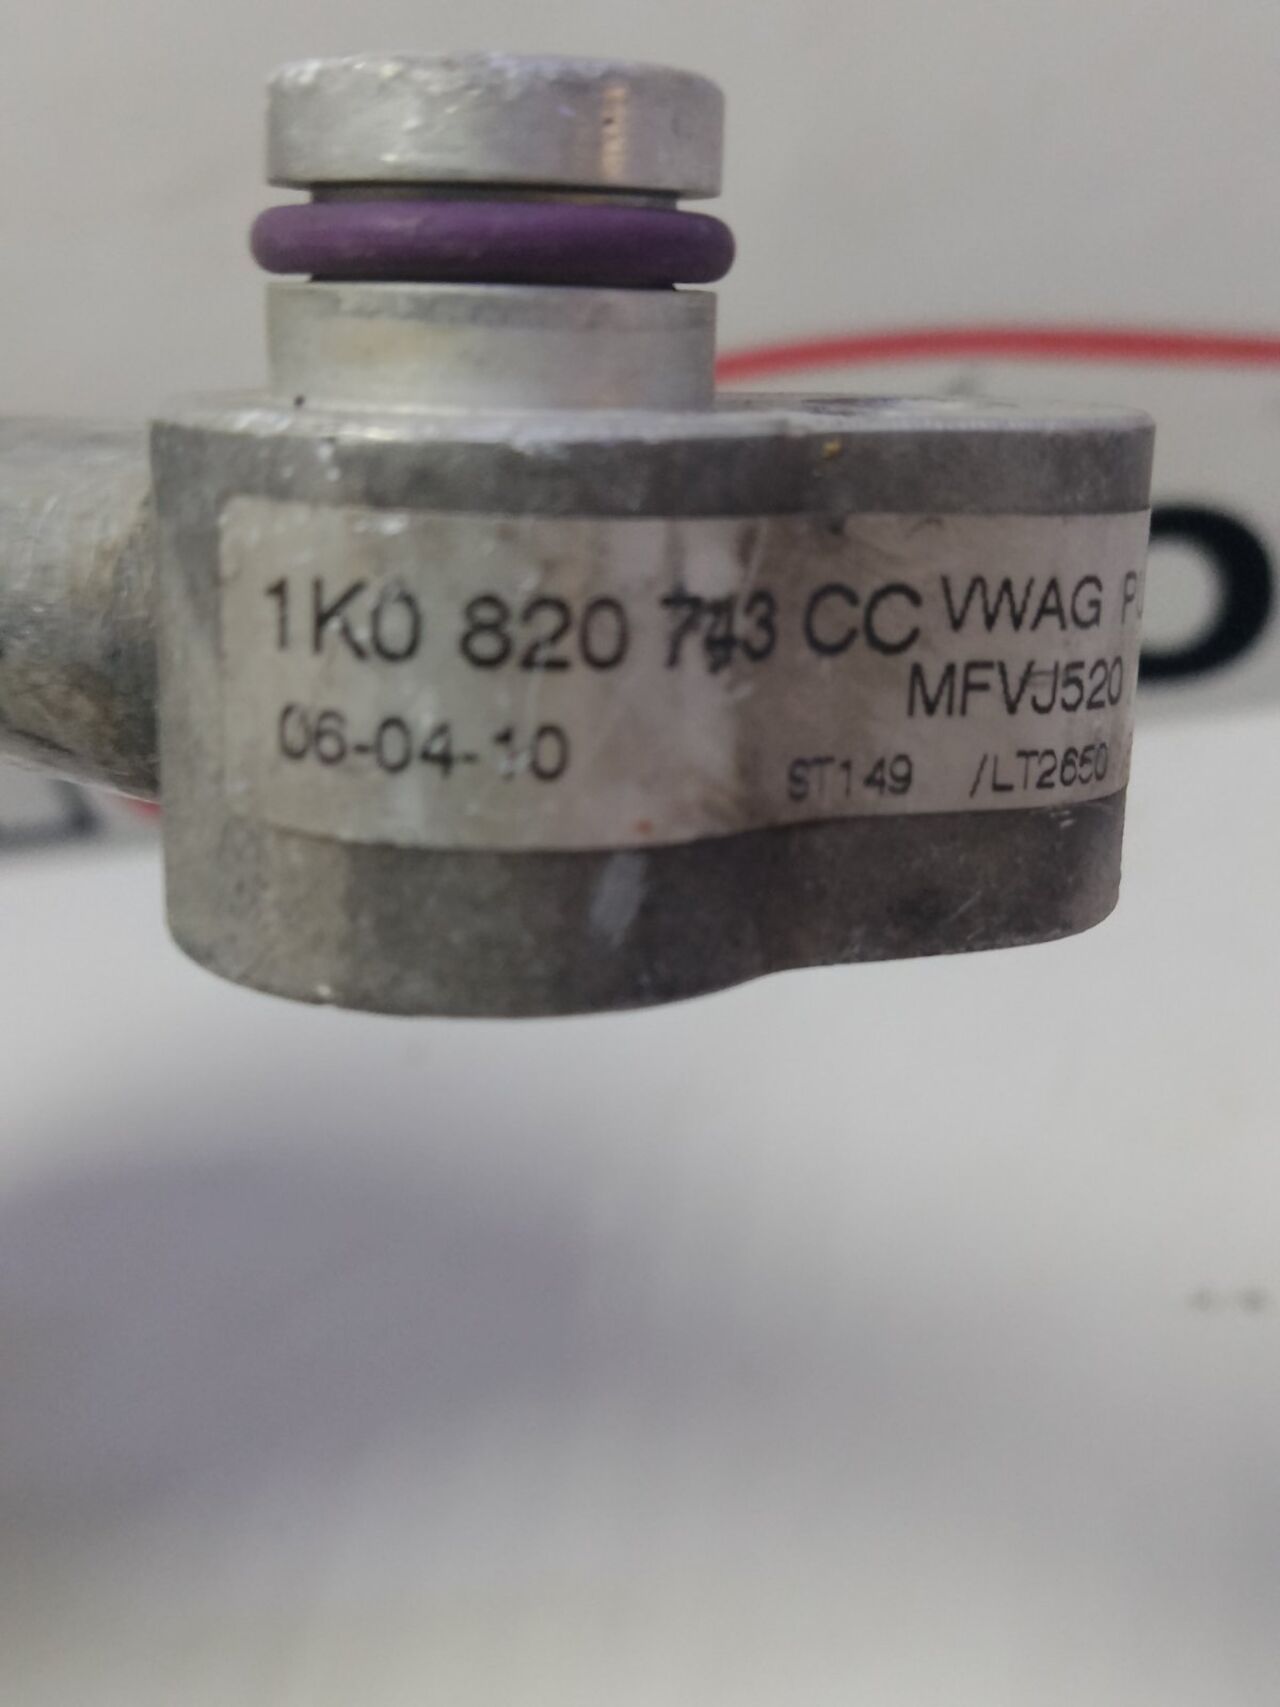 1K0 820 743 CC VWAG
MFVJ520
06-04-10
ST149 /LT2650